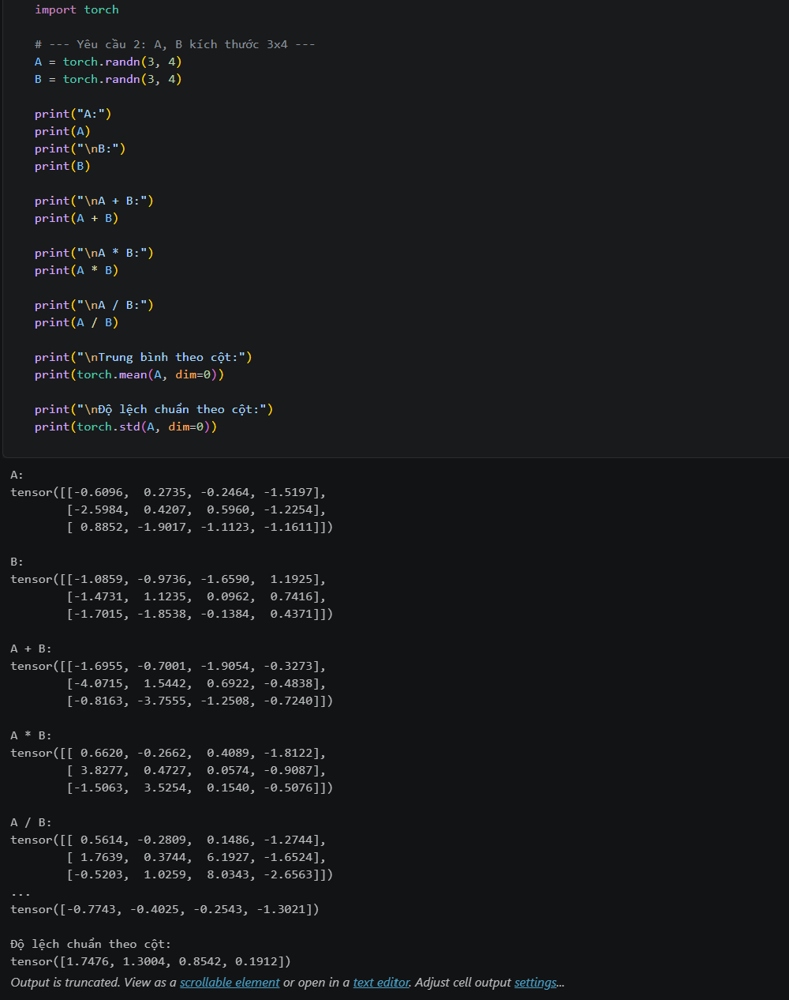 import torch
# --- Yêu cầu 2: A, B kích thước 3x4 ---
A = torch.randn(3, 4)
B = torch.randn(3, 4)
print("A:")
print(A)
print("\nB:")
print(B)
print("\nA + B:")
print(A + B)
print("\nA * B:")
print(A * B)
print("\nA / B:")
print(A / B)
print("\nTrung bình theo cột:")
print(torch.mean(A, dim=0))
print("\nĐộ lệch chuẩn theo cột:")
print(torch.std(A, dim=0))
A:
tensor([[-0.6096,  0.2735, -0.2464, -1.5197],
        [-2.5984,  0.4207,  0.5960, -1.2254],
        [ 0.8852, -1.9017, -1.1123, -1.1611]])
B:
tensor([[-1.0859, -0.9736, -1.6590,  1.1925],
        [-1.4731,  1.1235,  0.0962,  0.7416],
        [-1.7015, -1.8538, -0.1384,  0.4371]])
A + B:
tensor([[-1.6955, -0.7001, -1.9054, -0.3273],
        [-4.0715,  1.5442,  0.6922, -0.4838],
        [-0.8163, -3.7555, -1.2508, -0.7240]])
A * B:
tensor([[ 0.6620, -0.2662,  0.4089, -1.8122],
        [ 3.8277,  0.4727,  0.0574, -0.9087],
        [-1.5063,  3.5254,  0.1540, -0.5076]])
A / B:
tensor([[ 0.5614, -0.2809,  0.1486, -1.2744],
        [ 1.7639,  0.3744,  6.1927, -1.6524],
        [-0.5203,  1.0259,  8.0343, -2.6563]])
...
tensor([-0.7743, -0.4025, -0.2543, -1.3021])
Độ lệch chuẩn theo cột:
tensor([1.7476, 1.3004, 0.8542, 0.1912])
Output is truncated. View as a scrollable element or open in a text editor. Adjust cell output settings...